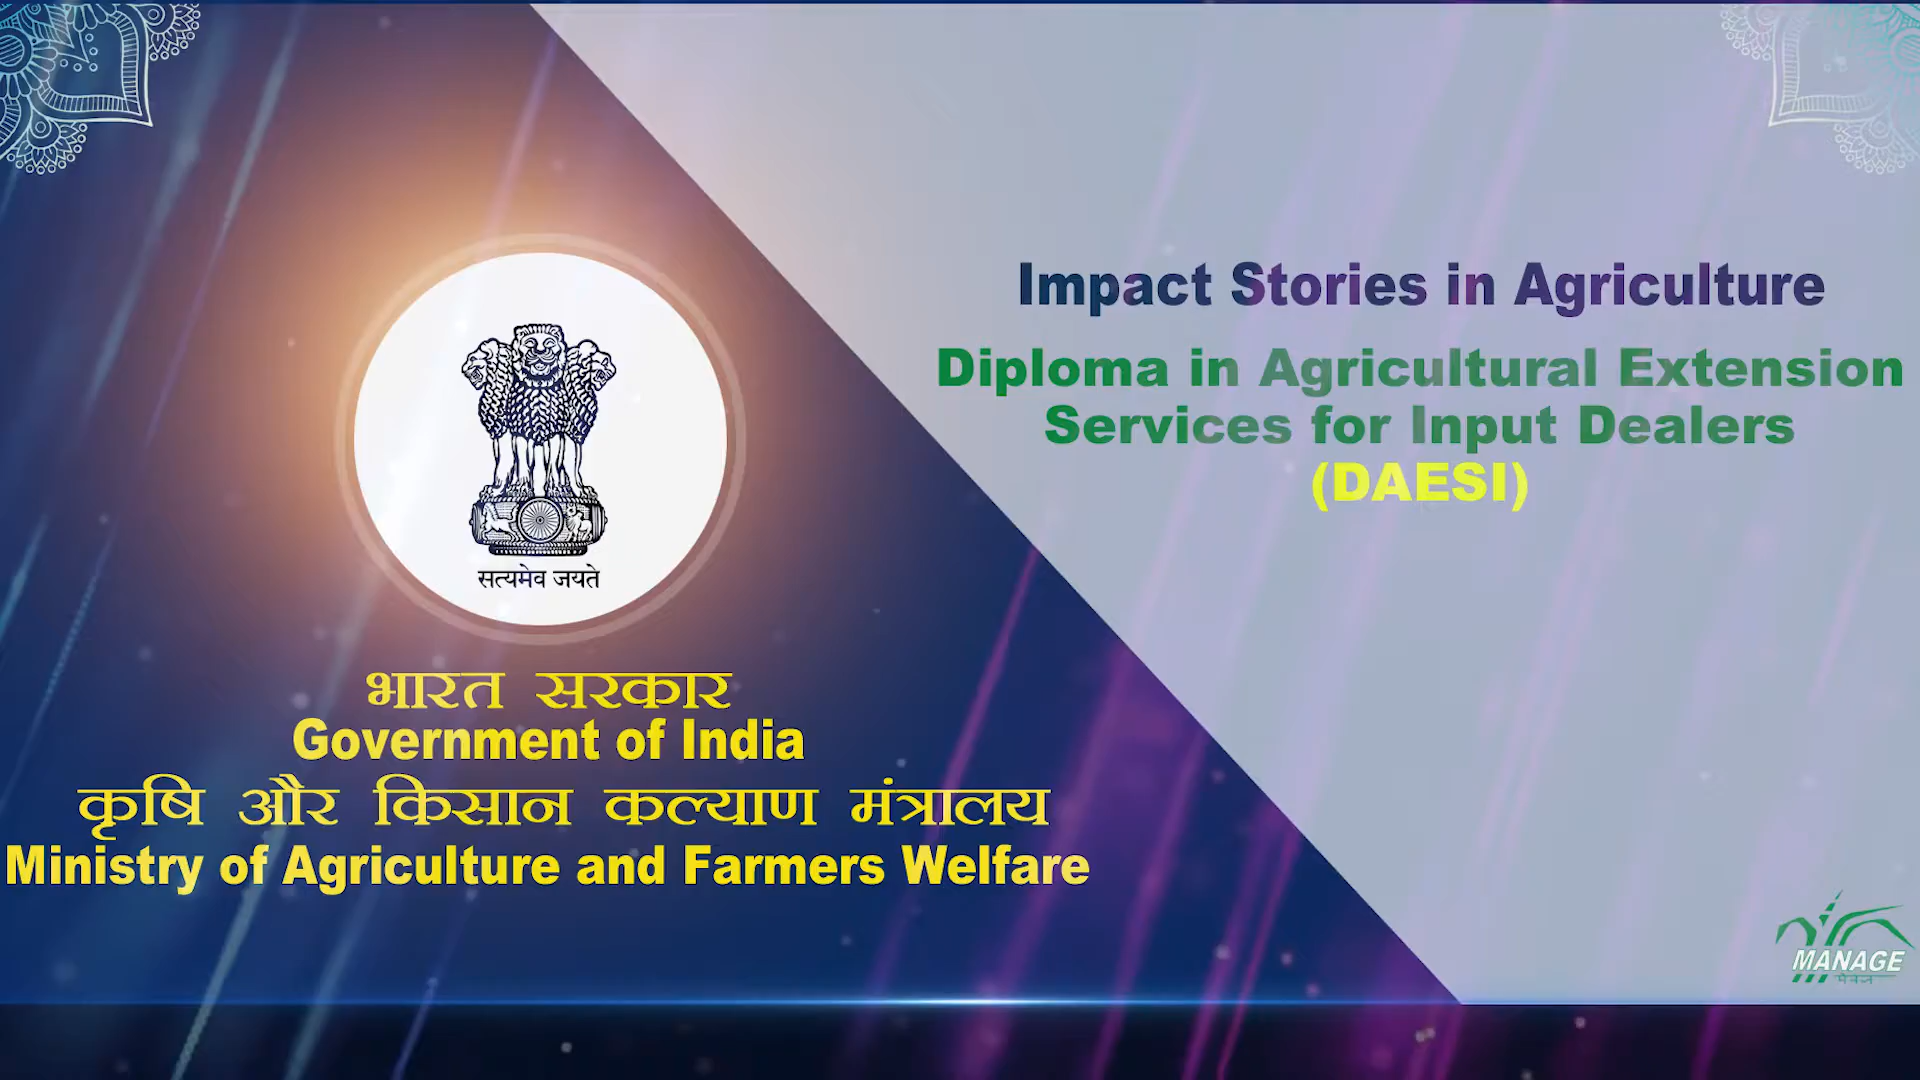 सत्यमेव जयते
भारत सरकार
Government of India
कृषि और किसान कल्याण मंत्रालय
Ministry of Agriculture and Farmers Welfare
Impact Stories in Agriculture
Diploma in Agricultural Extension
Services for Input Dealers
(DAESI)
MANAGE
मैनेज